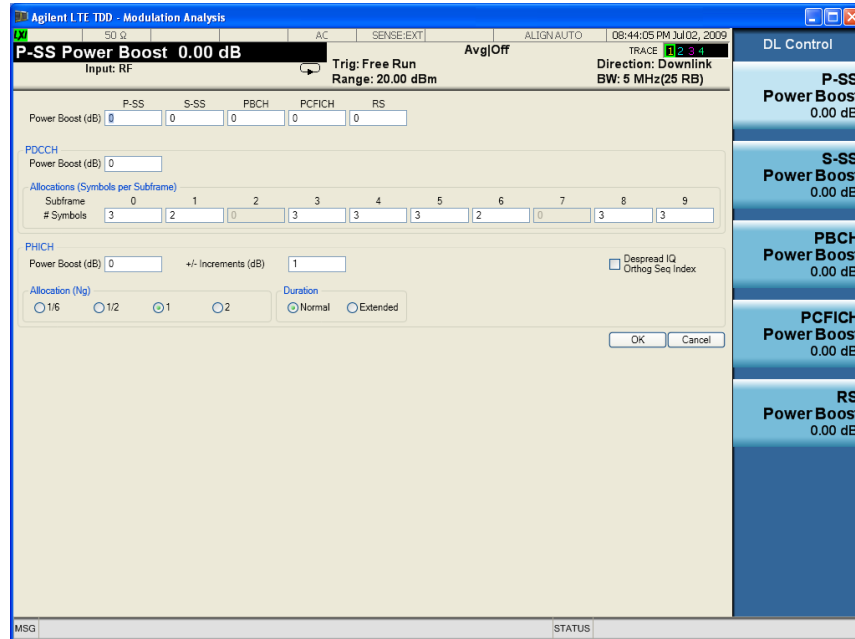 Agilent LTE TDD - Modulation Analysis
LXI 50 Ω AC SENSE:EXT ALIGN AUTO 08:44:05 PM Jul 02, 2009
P-SS Power Boost 0.00 dB
Input: RF
Trig: Free Run
Range: 20.00 dBm
Avg|Off
TRACE 1 2 3 4
Direction: Downlink
BW: 5 MHz(25 RB)
P-SS S-SS PBCH PCFICH RS
Power Boost (dB) 0 0 0 0 0
PDCCH
Power Boost (dB) 0
Allocations (Symbols per Subframe)
Subframe 0 1 2 3 4 5 6 7 8 9
# Symbols 3 2 0 3 3 3 2 0 3 3
PHICH
Power Boost (dB) 0 +/- Increments (dB) 1
Despread IQ
Orthog Seq Index
Allocation (Ng)
1/6 1/2 1 2
Duration
Normal Extended
OK Cancel
DL Control
P-SS
Power Boos
0.00 dB
S-SS
Power Boos
0.00 dB
PBCH
Power Boos
0.00 dB
PCFICH
Power Boos
0.00 dB
RS
Power Boos
0.00 dB
MSG STATUS